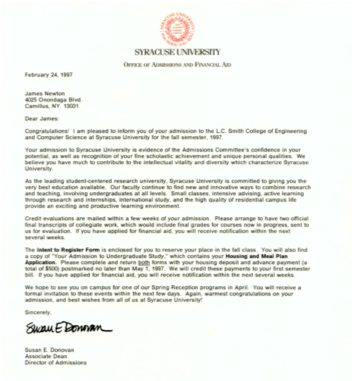 SYRACUSE UNIVERSITY
OFFICE OF ADMISSIONS AND FINANCIAL AID
February 24, 1997
James Newton
4025 Onondaga Blvd
Camillus, NY 13031
Dear James:
Congratulations! I am pleased to inform you of your admission to the L.C. Smith College of Engineering
and Computer Science at Syracuse University for the fall semester, 1997.
Your admission to Syracuse University is evidence of the Admissions Committee's confidence in your
potential, as well as recognition of your fine scholastic achievement and unique personal qualities. We
believe you have much to contribute to the intellectual vitality and diversity which characterize Syracuse
University.
As the leading student-centered research university, Syracuse University is committed to giving you the
very best education available. Our faculty continue to find new and innovative ways to combine research
and teaching, involving undergraduates at all levels. Small classes, intensive advising, active learning
through research and internships, international study, and the high quality of residential campus life
provide an exciting and productive learning environment.
Credit evaluations are mailed within a few weeks of your admission. Please arrange to have two official
final transcripts of collegiate work, which would include final grades for courses now in progress, sent to
us for evaluation. If you have applied for financial aid, you will receive notification within the next
several weeks.
The Intent to Register Form is enclosed for you to reserve your place in the fall class. You will also find
a copy of "Your Admission to Undergraduate Study," which contains your Housing and Meal Plan
Application. Please complete and return both forms with your housing deposit and advance payment (a
total of $500) postmarked no later than May 1, 1997. We will credit these payments to your first semester
bill. If you have applied for financial aid, you will receive notification within the next several weeks.
We hope to see you on campus for one of our Spring Reception programs in April. You will receive a
formal invitation to these events within the next few days. Again, warmest congratulations on your
admission, and best wishes from all of us at Syracuse University!
Sincerely,
Susan E Donovan
Susan E. Donovan
Associate Dean
Director of Admissions